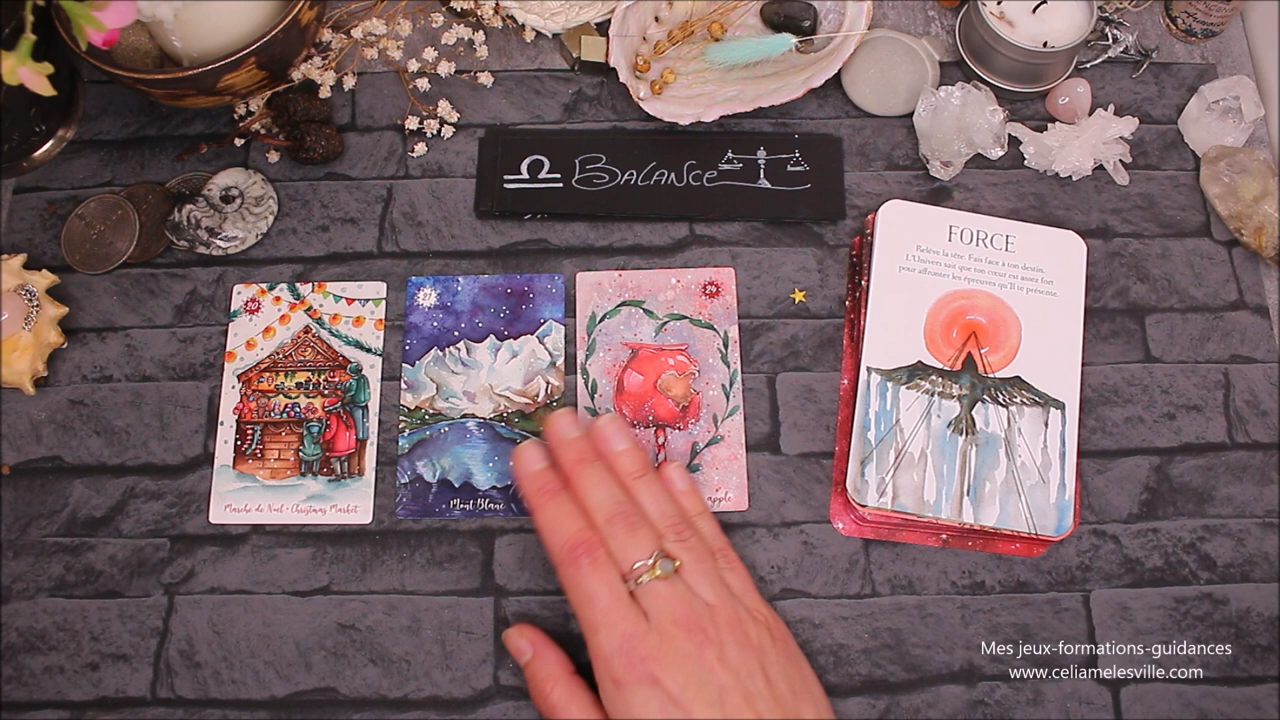 BALANCE
FORCE
Relève la tête. Fais face à ton destin.
L'Univers sait que ton cœur est assez fort
pour affronter les épreuves qu'Il te présente.
Marché de Noël • Christmas Market
Mont Blanc
apple
Mes jeux-formations-guidances
www.celiamelesville.com